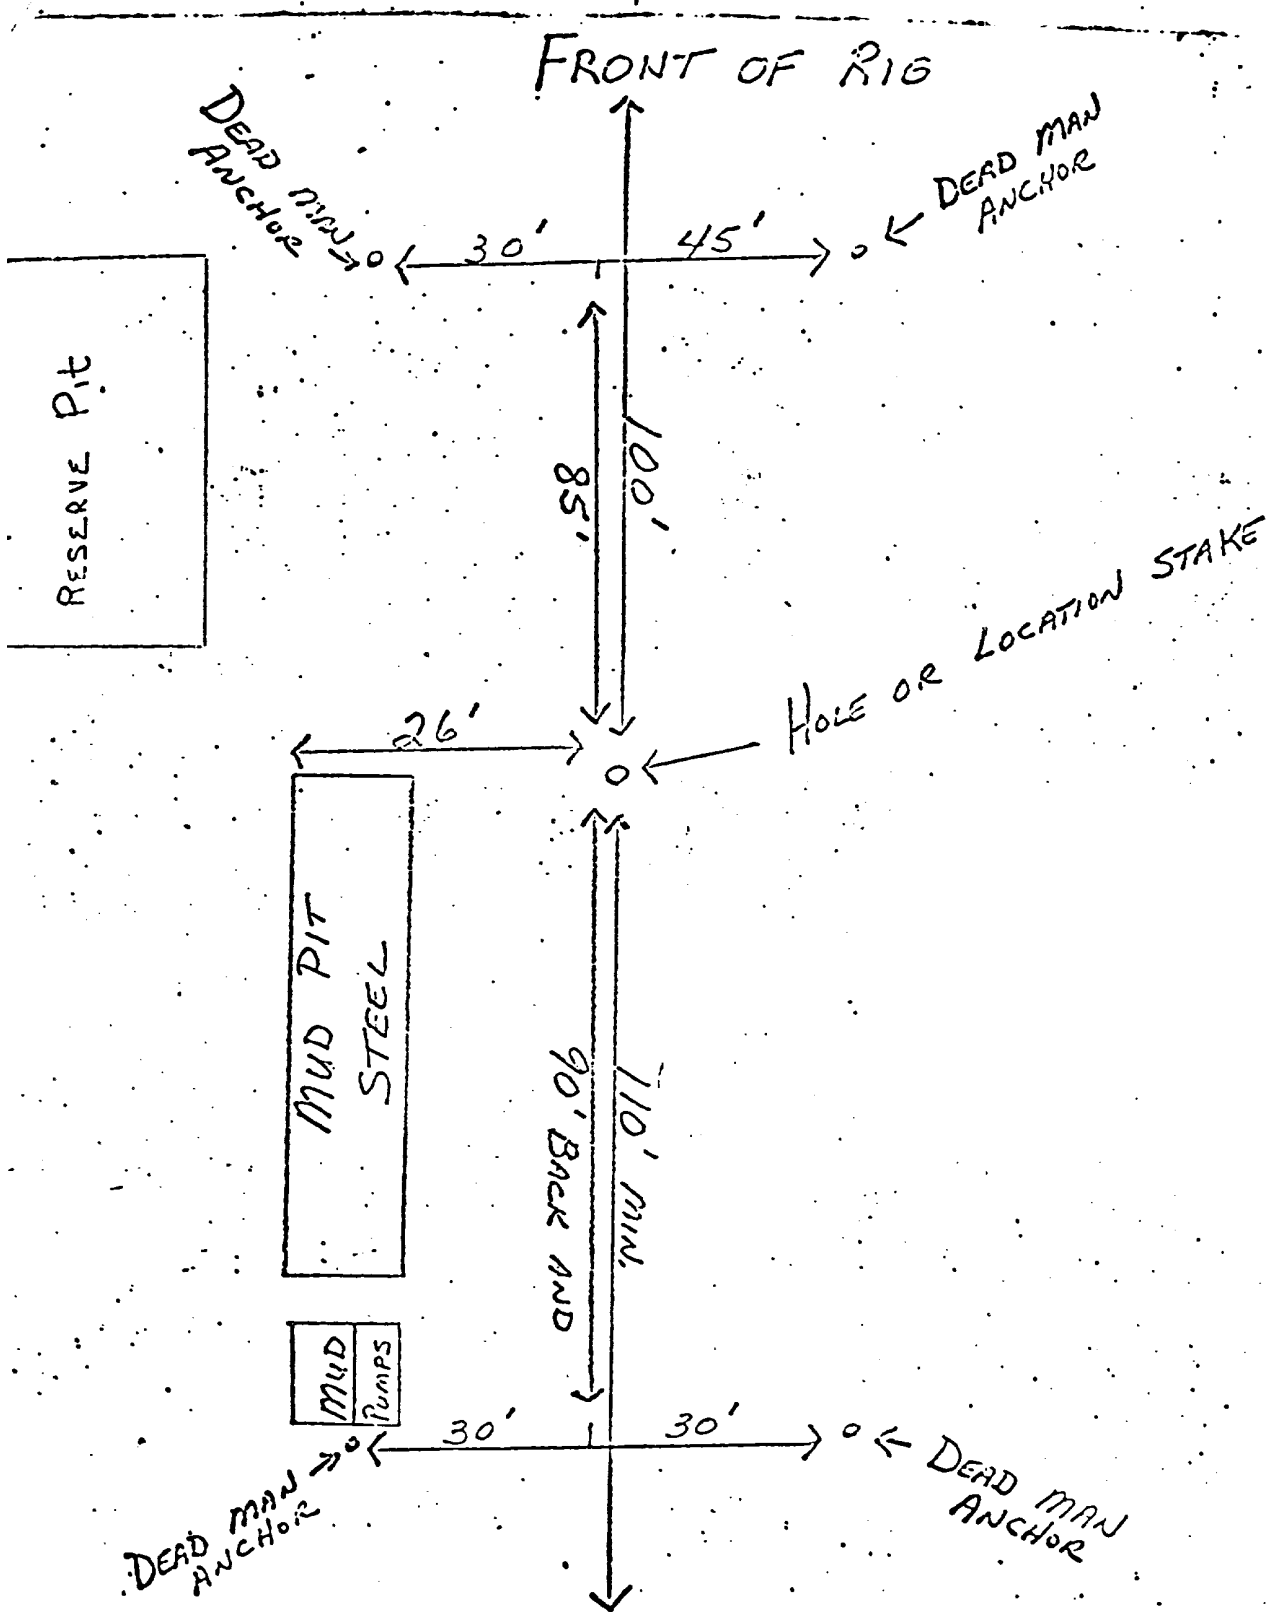 FRONT OF RIG
DEAD MAN
ANCHOR
DEAD MAN
ANCHOR
30'
45'
RESERVE Pit
85'
100'
HOLE OR LOCATION STAKE
26'
MUD PIT
STEEL
90' BACK AND
110' MIN.
MUD
PUMPS
30'
30'
DEAD MAN
ANCHOR
DEAD MAN
ANCHOR